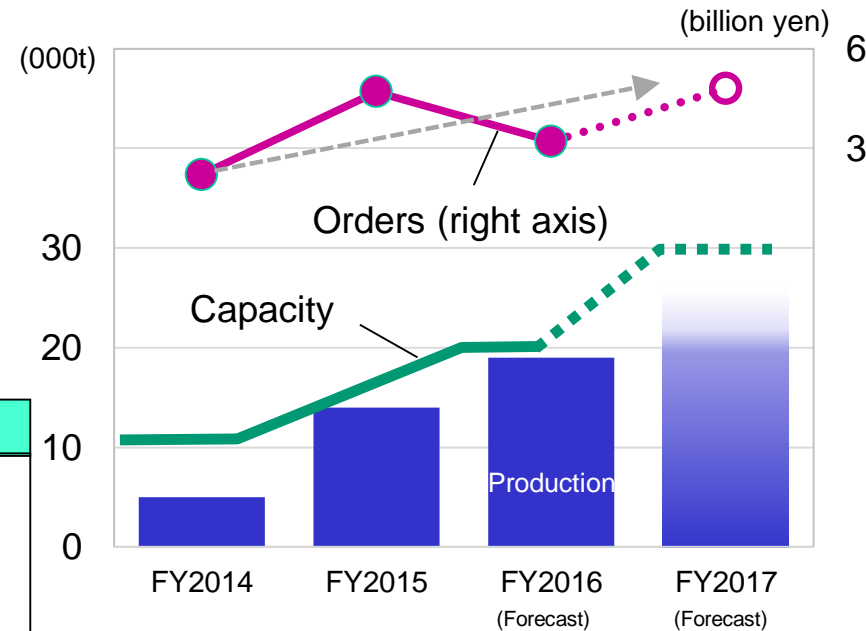 (billion yen)
(000t)
6
3
Orders (right axis)
30
Capacity
20
10
Production
0
FY2014 FY2015 FY2016 FY2017
(Forecast) (Forecast)